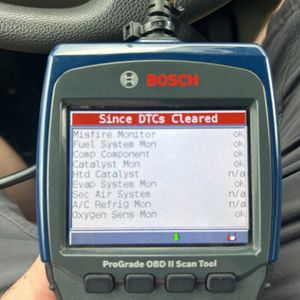 BOSCH
Since DTCs Cleared
Misfire Monitor ok
Fuel System Mon ok
Comp Component ok
Catalyst Mon ok
Htd Catalyst n/a
Evap System Mon ok
Sec Air System n/a
A/C Refrig Mon n/a
Oxygen Sens Mon ok
ProGrade OBD II Scan Tool